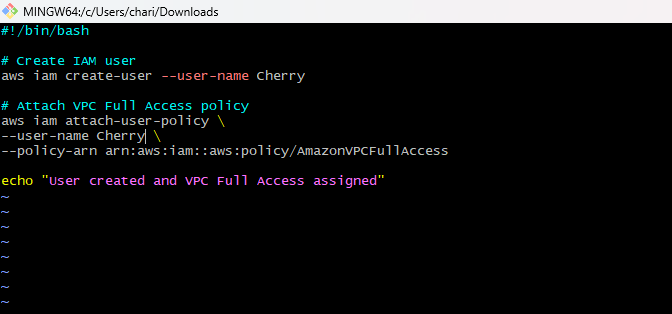 MINGW64:/c/Users/chari/Downloads
#!/bin/bash
# Create IAM user
aws iam create-user --user-name Cherry
# Attach VPC Full Access policy
aws iam attach-user-policy \
--user-name Cherry \
--policy-arn arn:aws:iam::aws:policy/AmazonVPCFullAccess
echo "User created and VPC Full Access assigned"
~
~
~
~
~
~
~
~